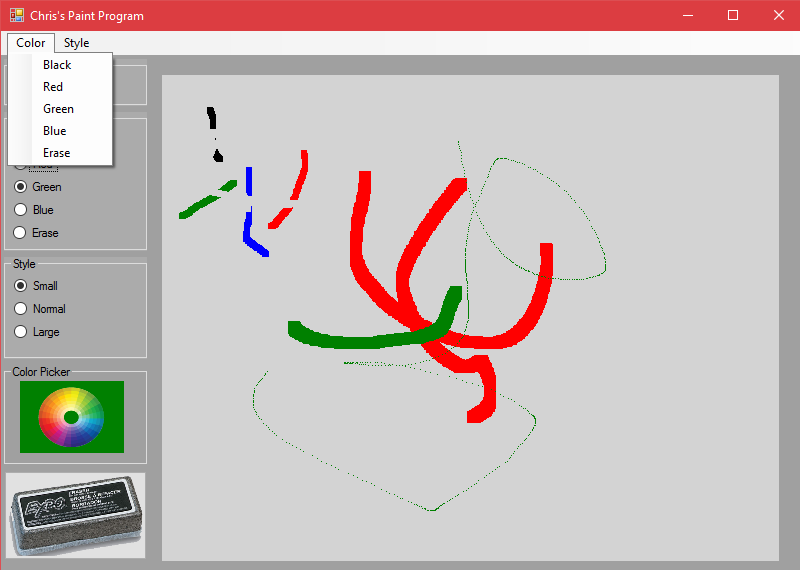 Chris's Paint Program
Color
Style
Black
Red
Green
Blue
Erase
Green
Blue
Erase
Style
Small
Normal
Large
Color Picker
EXPO
ERASER